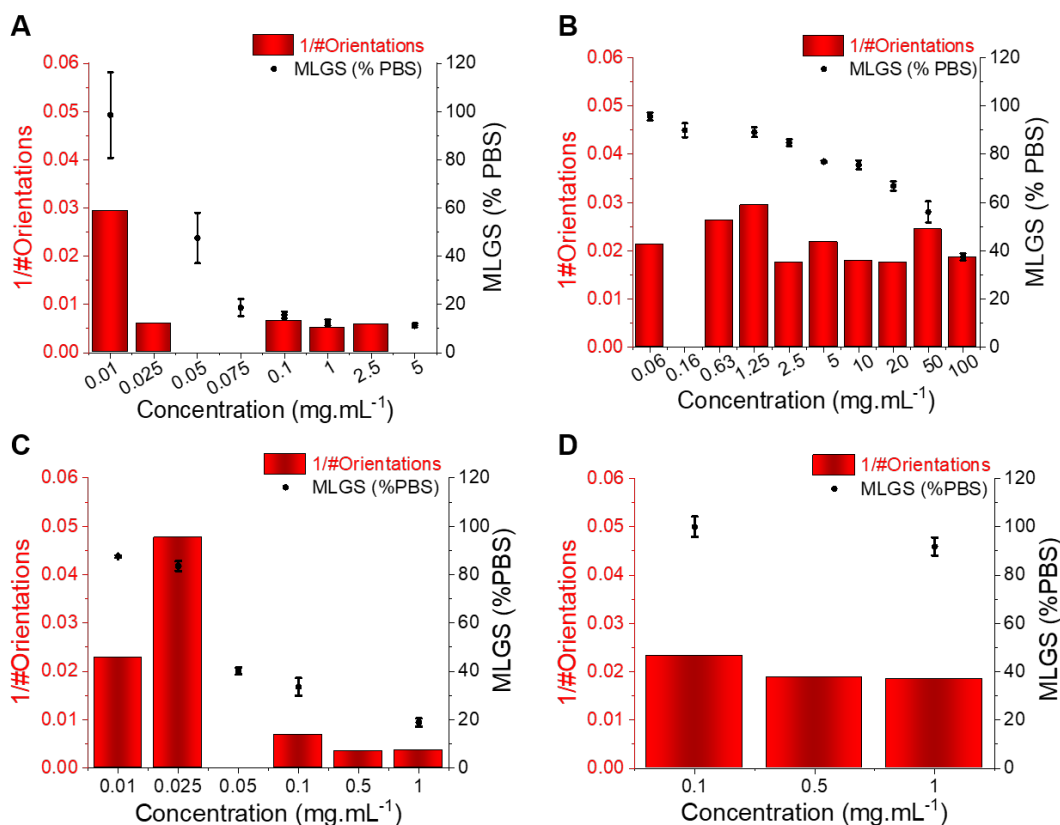 A
1/#Orientations
MLGS (% PBS)
0.06
0.05
0.04
0.03
0.02
0.01
0.00
1/#Orientations
120
100
80
60
40
20
0
MLGS (% PBS)
0.01 0.025 0.05 0.075 0.1 1 2.5 5
Concentration (mg.mL⁻¹)
B
1/#Orientations
MLGS (% PBS)
0.06
0.05
0.04
0.03
0.02
0.01
0.00
1#Orientations
120
100
80
60
40
20
0
MLGS (% PBS)
0.06 0.16 0.63 1.25 2.5 5 10 20 50 100
Concentration (mg.mL⁻¹)
C
1/#Orientations
MLGS (%PBS)
0.06
0.05
0.04
0.03
0.02
0.01
0.00
1/#Orientations
120
100
80
60
40
20
0
MLGS (%PBS)
0.01 0.025 0.05 0.1 0.5 1
Concentration (mg.mL⁻¹)
D
1/#Orientations
MLGS (%PBS)
0.06
0.05
0.04
0.03
0.02
0.01
0.00
1/#Orientations
120
100
80
60
40
20
0
MLGS (%PBS)
0.1 0.5 1
Concentration (mg.mL⁻¹)